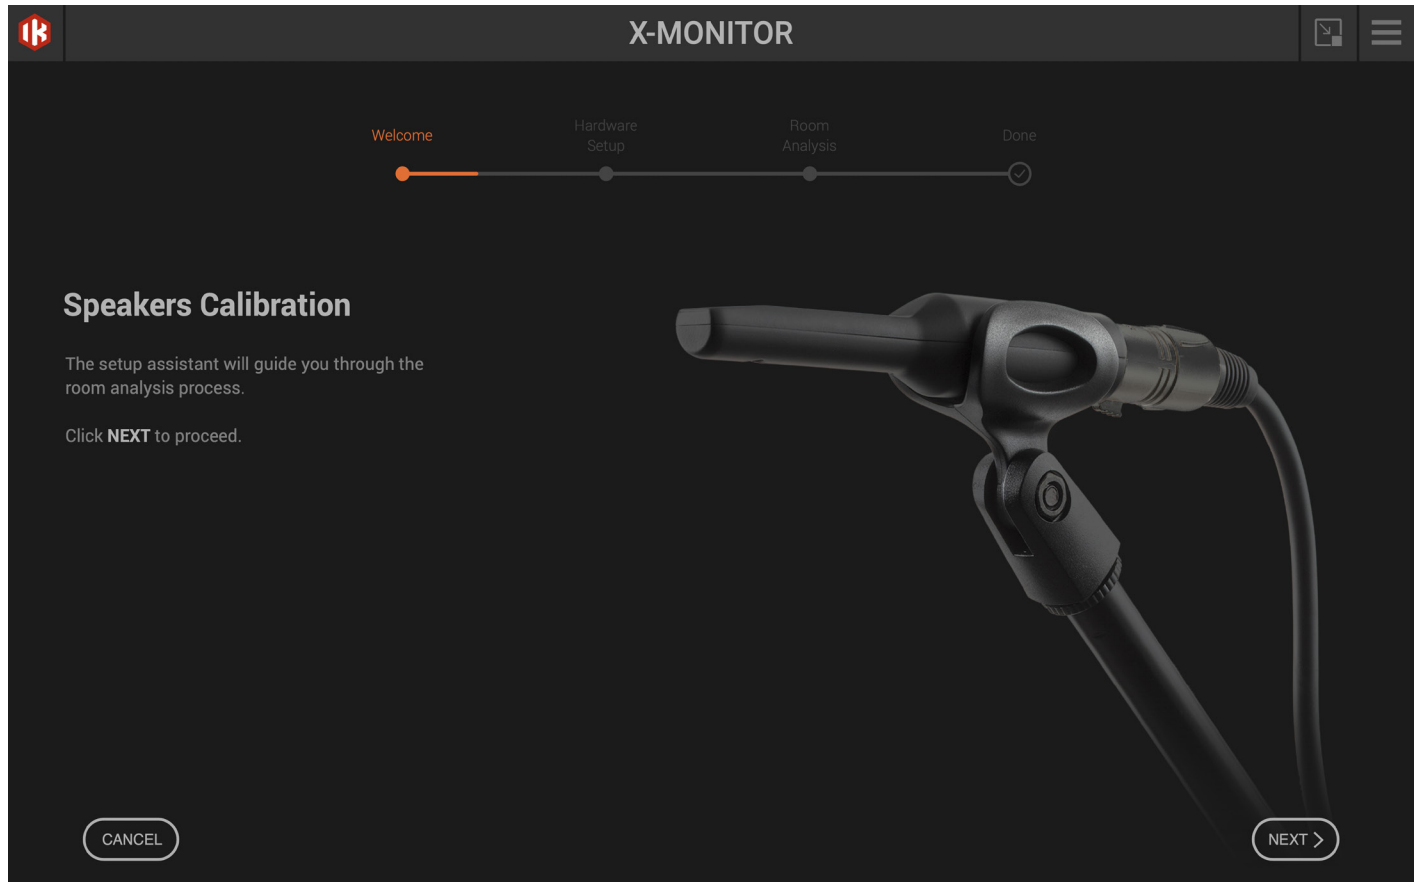 IK
X-MONITOR
Welcome
Hardware
Setup
Room
Analysis
Done
Speakers Calibration
The setup assistant will guide you through the
room analysis process.
Click NEXT to proceed.
CANCEL
NEXT